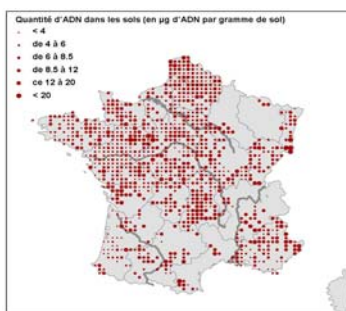 Quantité d'ADN dans les sols (en µg d'ADN par gramme de sol)
< 4
de 4 à 6
de 6 à 8.5
de 8.5 à 12
ce 12 à 20
< 20